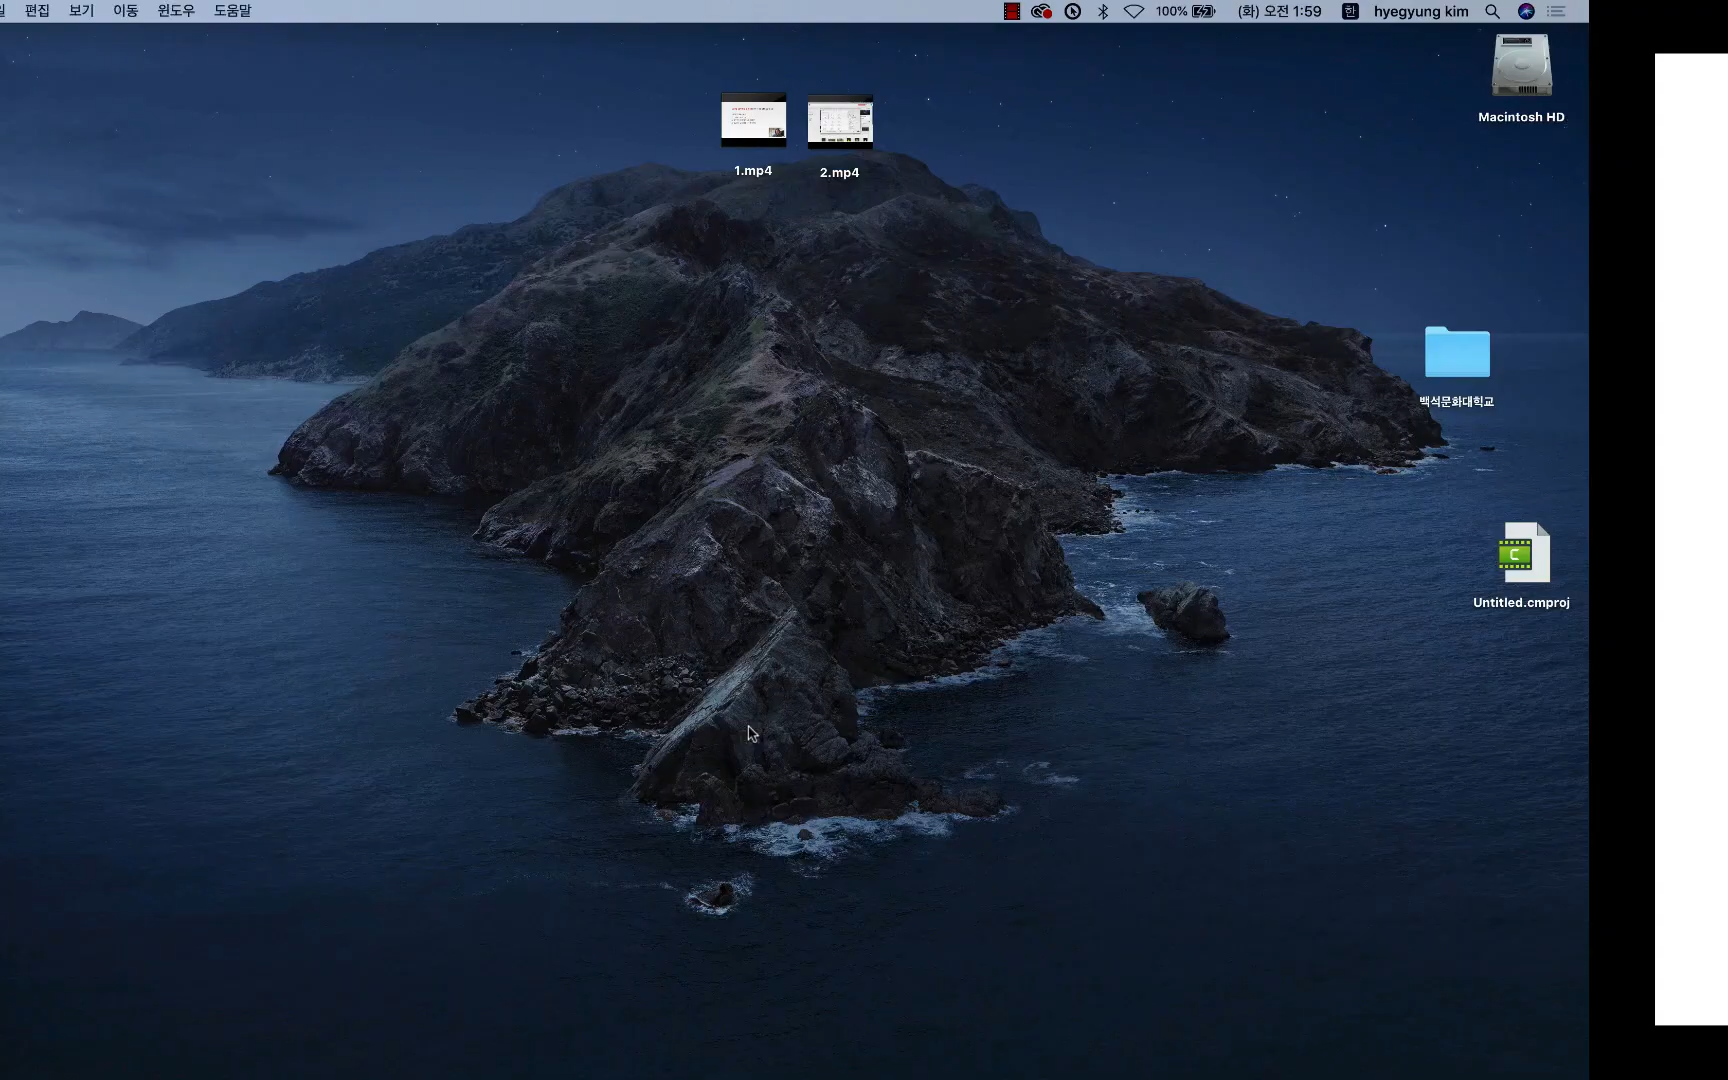 일 편집 보기 이동 윈도우 도움말 100% (화) 오전 1:59 한 hyegyung kim
Macintosh HD
1.mp4 2.mp4
백석문화대학교
C
Untitled.cmproj